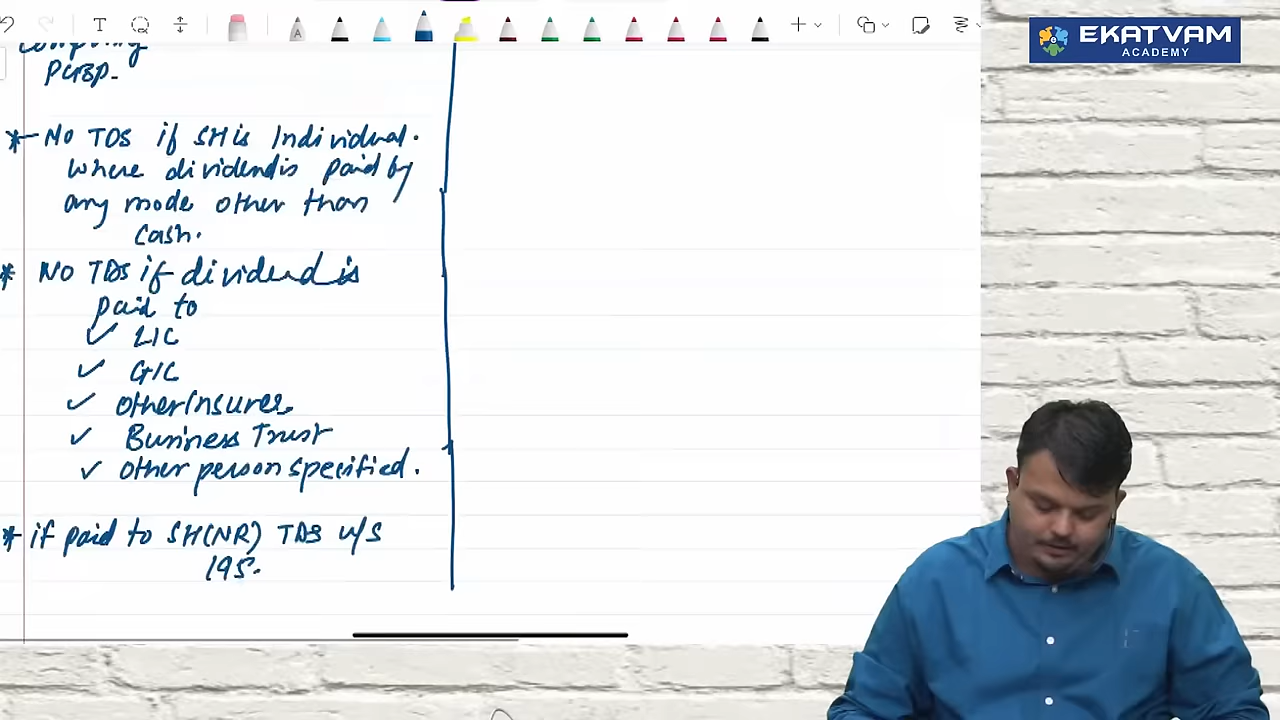 EKATVAM
ACADEMY
computing
PGBP.
* No TDS if SH is Individual.
where dividend is paid by
any mode other than
cash.
* NO TDS if dividend is
paid to
✓ LIC
✓ GIC
✓ other insurer
✓ Business Trust
✓ other person specified.
* if paid to SH(NR) TDS u/s
195.